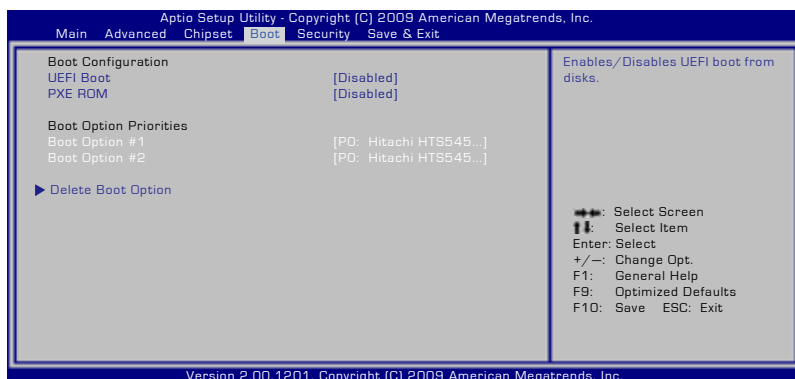 Aptio Setup Utility - Copyright (C) 2009 American Megatrends, Inc.
Main Advanced Chipset Boot Security Save & Exit
Boot Configuration
UEFI Boot [Disabled]
PXE ROM [Disabled]
Boot Option Priorities
Boot Option #1 [P0: Hitachi HTS545...]
Boot Option #2 [P0: Hitachi HTS545...]
Delete Boot Option
Enables/Disables UEFI boot from
disks.
: Select Screen
: Select Item
Enter: Select
+/—: Change Opt.
F1: General Help
F9: Optimized Defaults
F10: Save ESC: Exit
Version 2.00.1201. Copyright (C) 2009 American Megatrends, Inc.